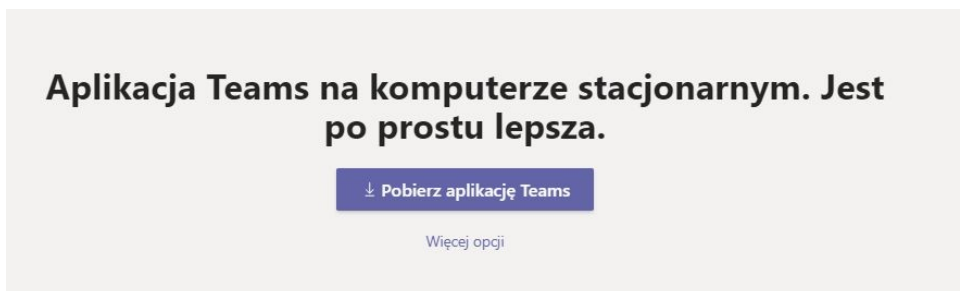 Aplikacja Teams na komputerze stacjonarnym. Jest
po prostu lepsza.
Pobierz aplikację Teams
Więcej opcji